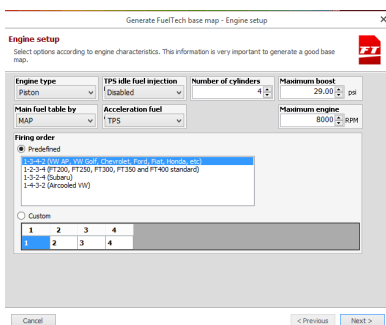 Generate FuelTech base map - Engine setup
Engine setup
Select options according to engine characteristics. This information is very important to generate a good base
map.
FT
Engine type TPS idle fuel injection Number of cylinders Maximum boost
Piston Disabled 4 29.00 psi
Main fuel table by Acceleration fuel Maximum engine
MAP TPS 8000 RPM
Firing order
Predefined
1-3-4-2 (VW AP, VW Golf, Chevrolet, Ford, Fiat, Honda, etc)
1-2-3-4 (FT200, FT250, FT300, FT350 and FT400 standard)
1-3-2-4 (Subaru)
1-4-3-2 (Aircooled VW)
Custom
1 2 3 4
1 2 3 4
Cancel < Previous Next >